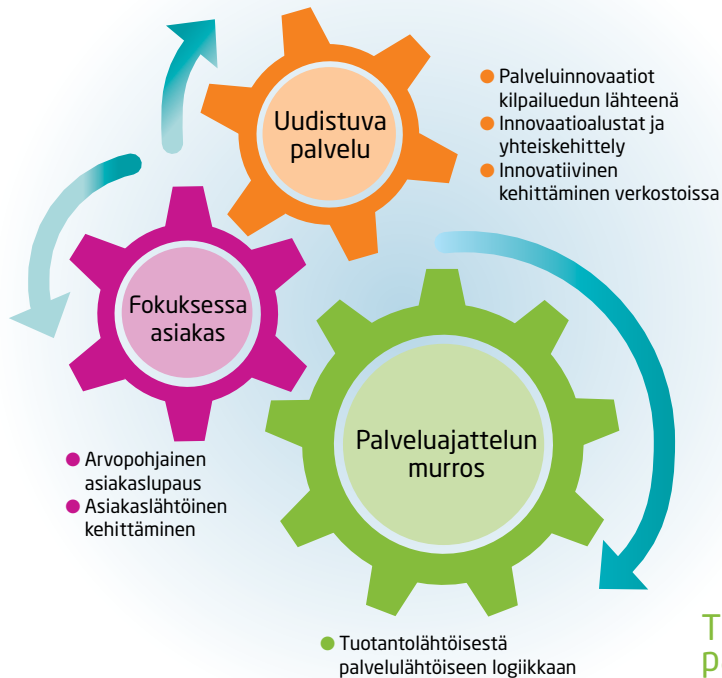 Uudistuva
palvelu
Palveluinnovaatiot
kilpailuedun lähteenä
Innovaatioalustat ja
yhteiskehittely
Innovatiivinen
kehittäminen verkostoissa
Fokuksessa
asiakas
Arvopohjainen
asiakaslupaus
Asiakaslähtöinen
kehittäminen
Palveluajattelun
murros
Tuotantolähtöisestä
palvelulähtöiseen logiikkaan
T
p